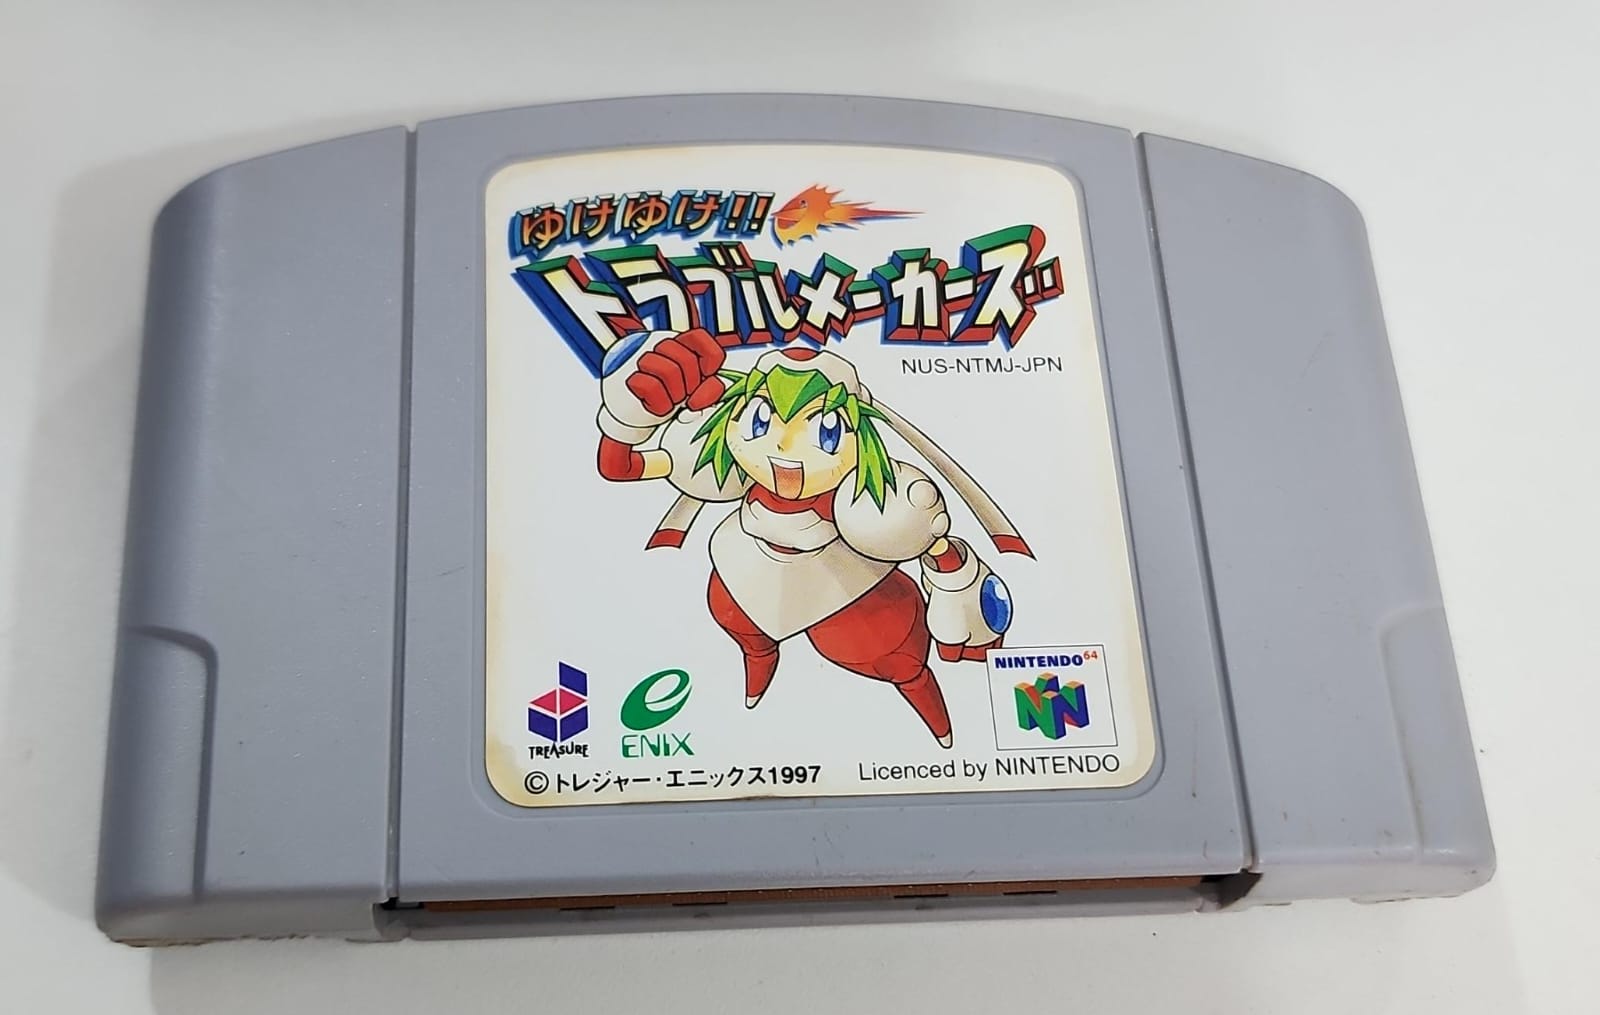 ゆけゆけ!!
トラブルメーカーズ
NUS-NTMJ-JPN
NINTENDO64
TREASURE
ENIX
©トレジャー・エニックス1997
Licenced by NINTENDO